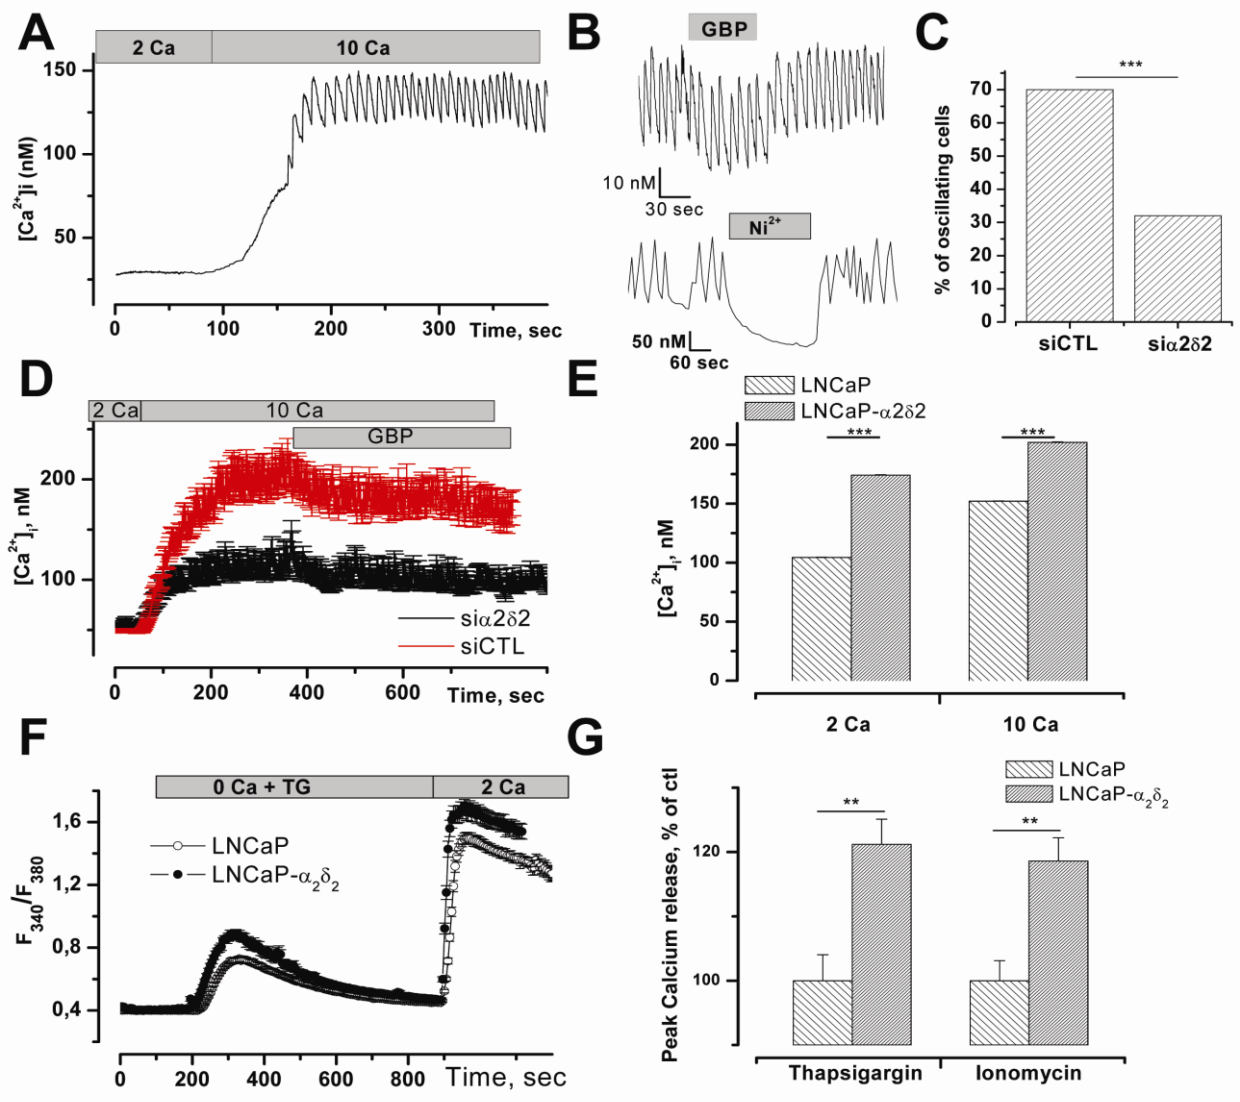 A
2 Ca
10 Ca
150
100
50
[Ca²⁺]i (nM)
0
100
200
300
Time, sec
B
GBP
10 nM
30 sec
Ni²⁺
50 nM
60 sec
C
***
70
60
50
40
30
20
10
0
% of oscillating cells
siCTL
siα2δ2
D
2 Ca
10 Ca
GBP
200
100
[Ca²⁺]ᵢ, nM
siα2δ2
siCTL
0
200
400
600
Time, sec
E
LNCaP
LNCaP-α2δ2
***
***
200
150
100
50
0
[Ca²⁺]ᵢ, nM
2 Ca
10 Ca
F
0 Ca + TG
2 Ca
1,6
1,2
0,8
0,4
F₃₄₀/F₃₈₀
LNCaP
LNCaP-α₂δ₂
0
200
400
600
800
Time, sec
G
LNCaP
LNCaP-α₂δ₂
**
**
120
100
Peak Calcium release, % of ctl
Thapsigargin
Ionomycin